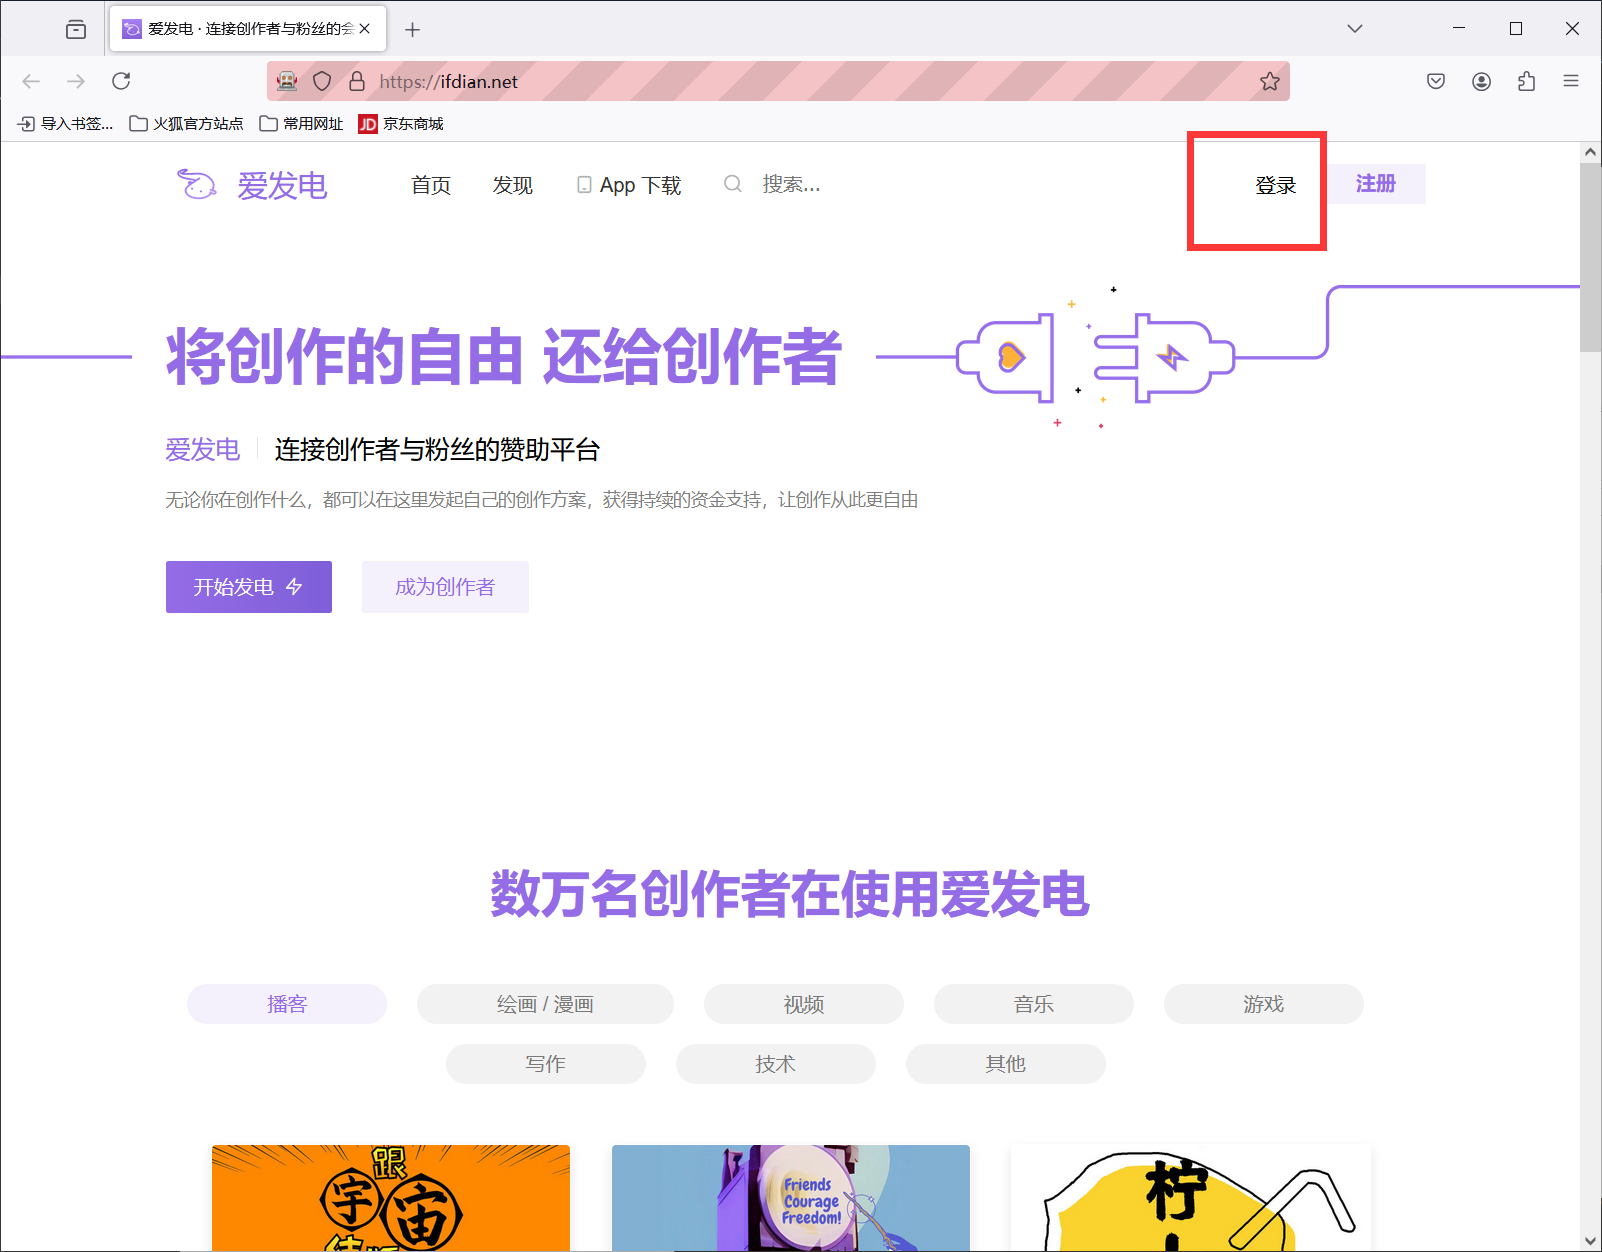 爱发电 · 连接创作者与粉丝的会
https://ifdian.net
导入书签... 火狐官方站点 常用网址 JD 京东商城
爱发电 首页 发现 App 下载 搜索... 登录 注册
将创作的自由 还给创作者
爱发电 连接创作者与粉丝的赞助平台
无论你在创作什么，都可以在这里发起自己的创作方案，获得持续的资金支持，让创作从此更自由
开始发电 成为创作者
数万名创作者在使用爱发电
播客 绘画 / 漫画 视频 音乐 游戏
写作 技术 其他
跟
宇宙
Friends
Courage
Freedom!
柠